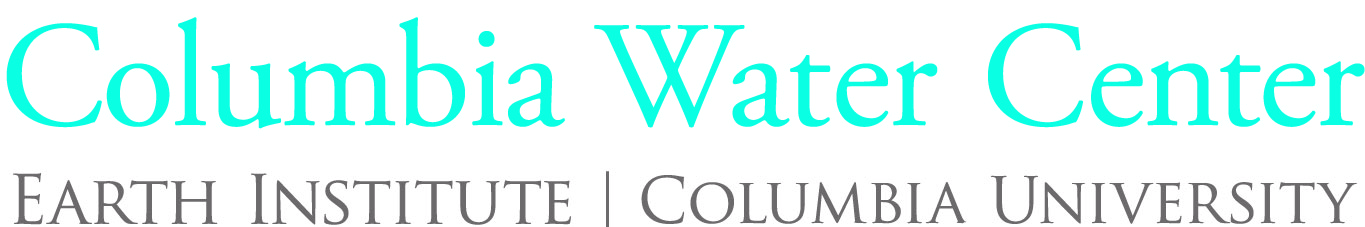 Columbia Water Center
EARTH INSTITUTE | COLUMBIA UNIVERSITY